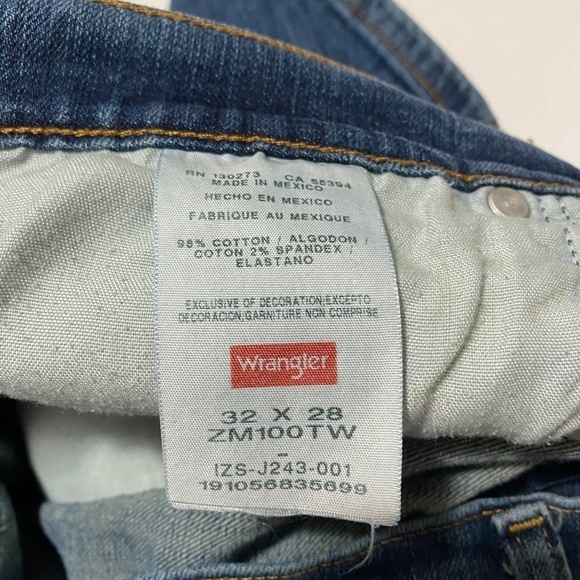 RN 130273 CA 55394
MADE IN MEXICO
HECHO EN MEXICO
FABRIQUE AU MEXIQUE
98% COTTON / ALGODON /
COTON 2% SPANDEX /
ELASTANO
EXCLUSIVE OF DECORATION/EXCEPTO
DECORACION/GARNITURE NON COMPRISE
Wrangler
32 X 28
ZM100TW
-
IZS-J243-001
191056835699